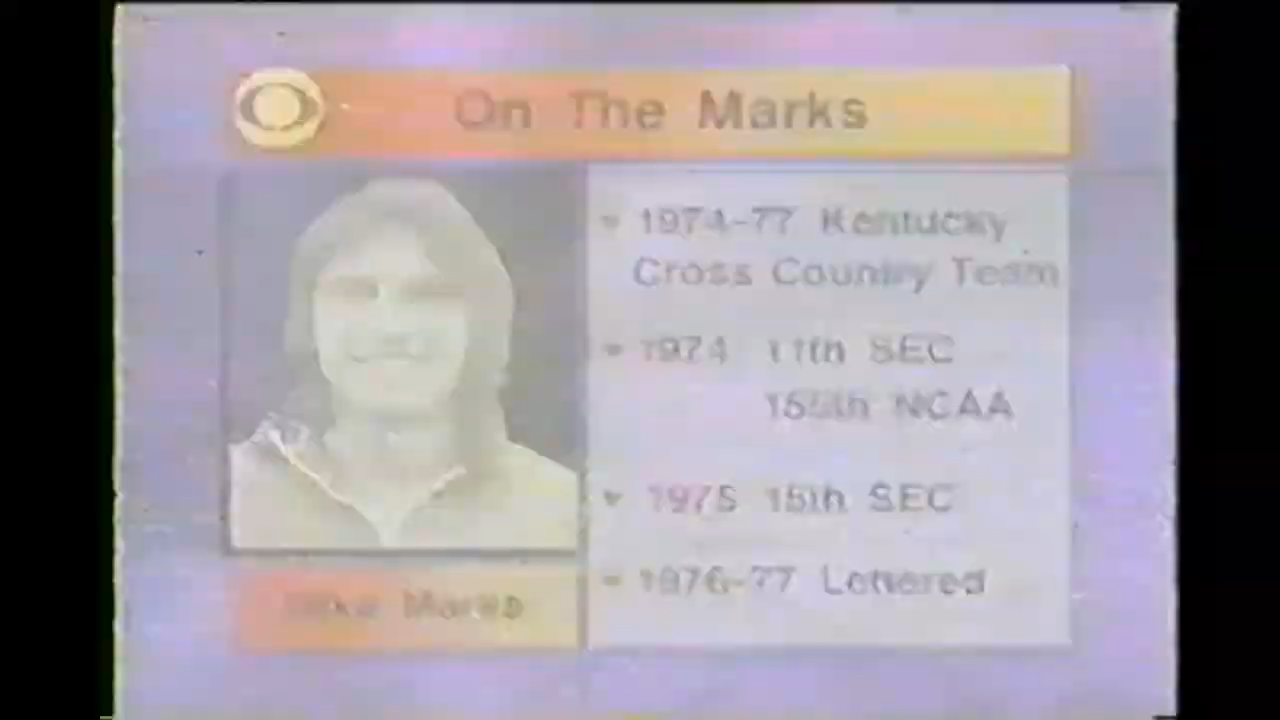 On The Marks
1974-77 Kentucky
Cross Country Team
1974 11th SEC
155th NCAA
1975 15th SEC
1976-77 Lettered
Marks